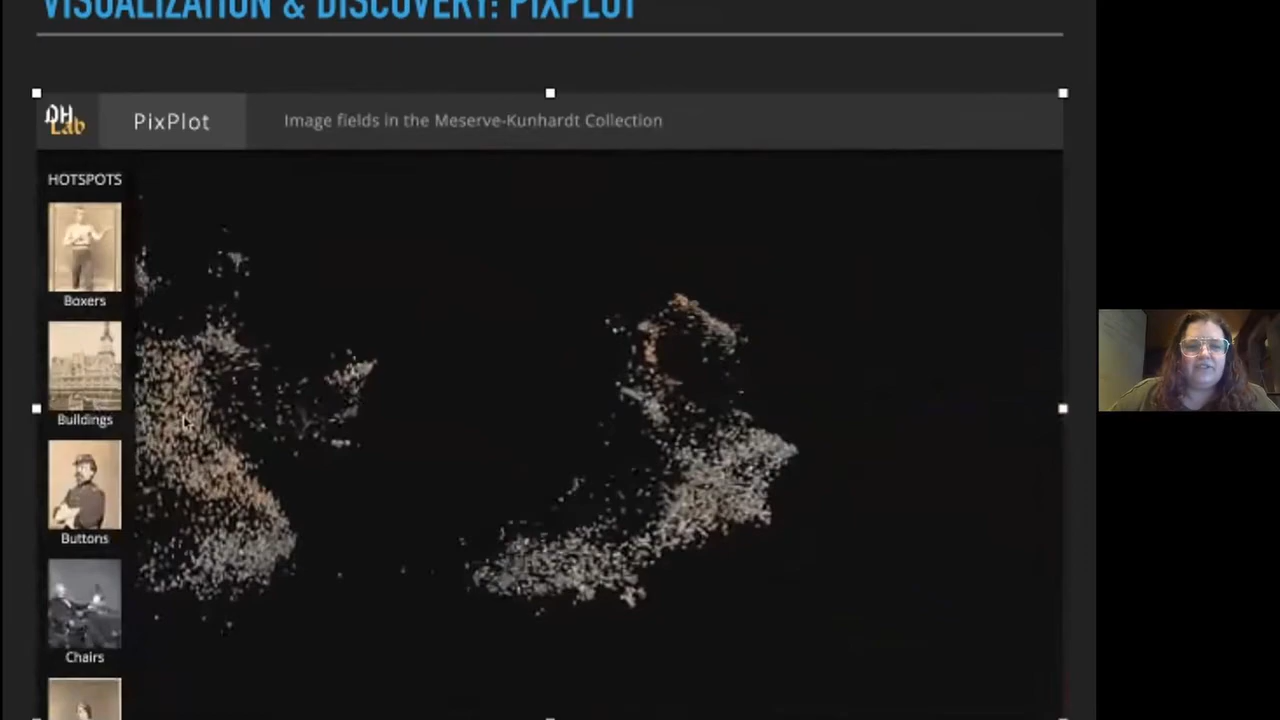 VISUALIZATION & DISCOVERY: PIXPLOT
DH Lab
PixPlot
Image fields in the Meserve-Kunhardt Collection
HOTSPOTS
Boxers
Buildings
Buttons
Chairs